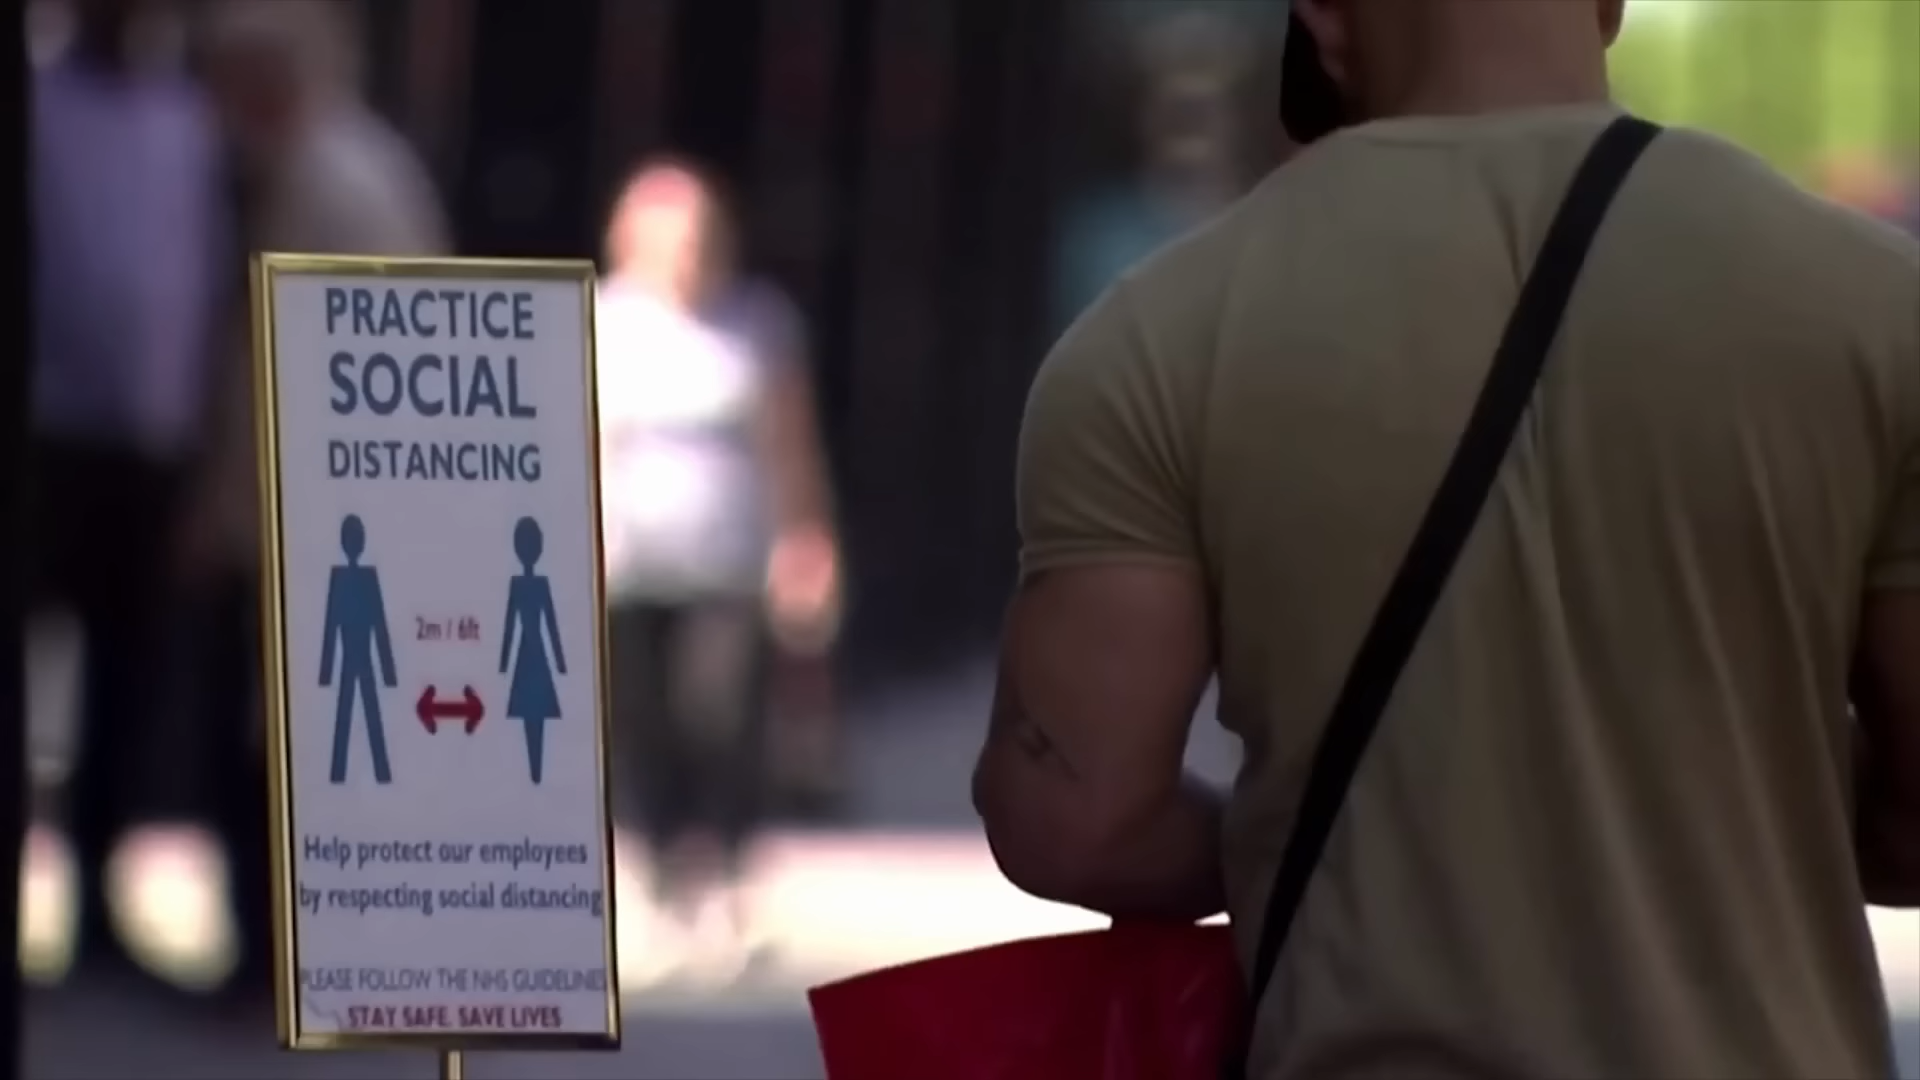 PRACTICE
SOCIAL
DISTANCING
2m / 6ft
Help protect our employees
by respecting social distancing
PLEASE FOLLOW THE NHS GUIDELINES
STAY SAFE. SAVE LIVES